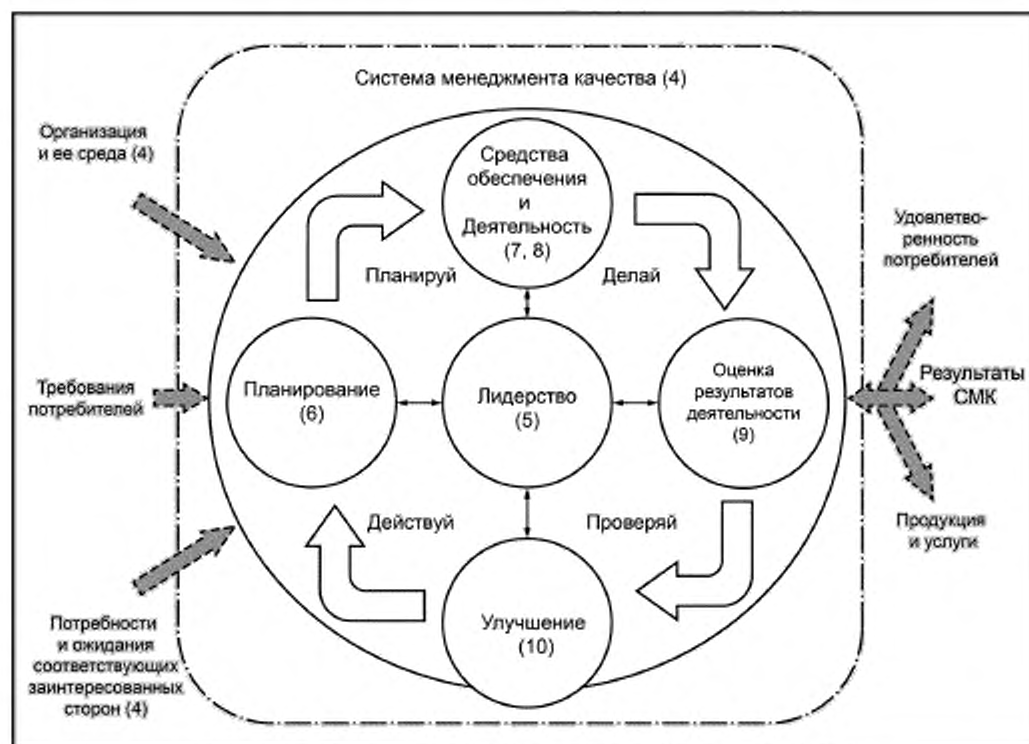 Система менеджмента качества (4)
Организация
и ее среда (4)
Средства
обеспечения
и
Деятельность
(7, 8)
Удовлетво-
ренность
потребителей
Планируй
Делай
Требования
потребителей
Планирование
(6)
Лидерство
(5)
Оценка
результатов
деятельности
(9)
Результаты
СМК
Действуй
Проверяй
Продукция
и услуги
Улучшение
(10)
Потребности
и ожидания
соответствующих
заинтересованных
сторон (4)